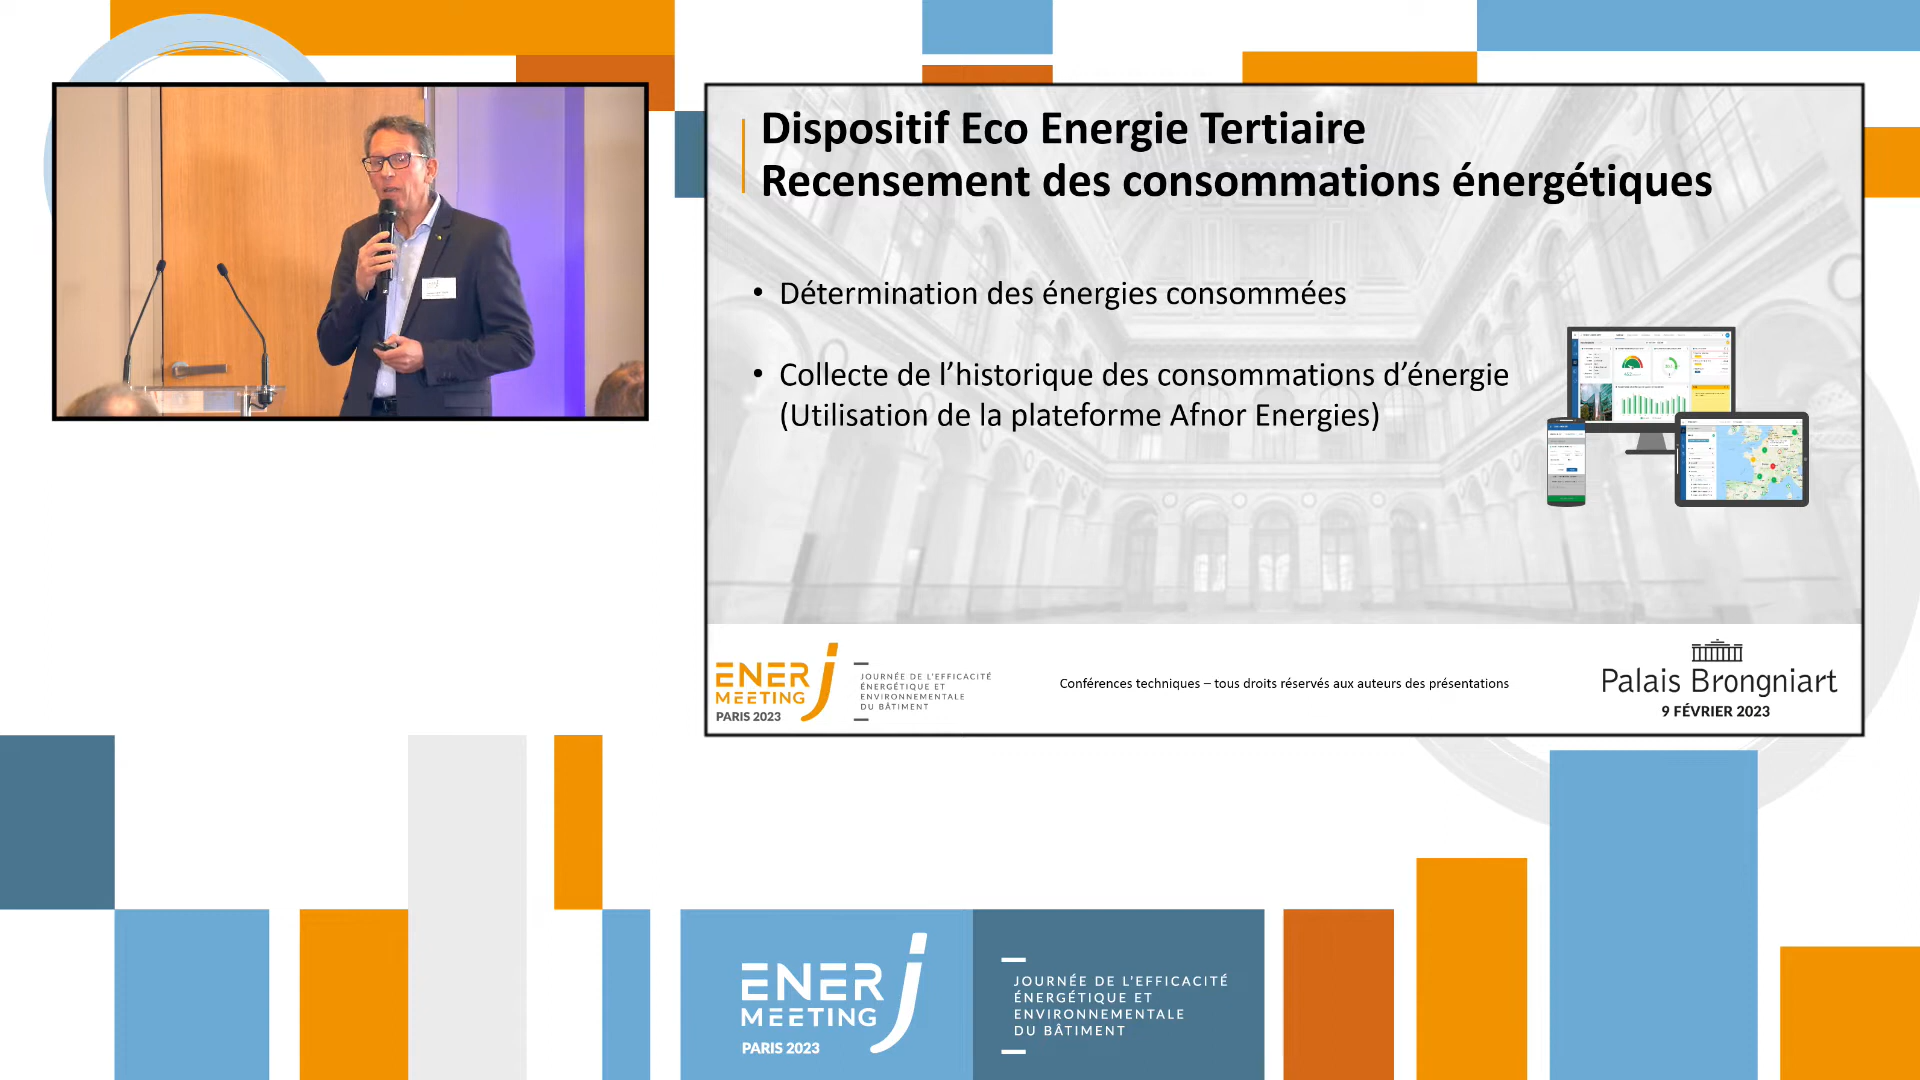 Dispositif Eco Energie Tertiaire
Recensement des consommations énergétiques
• Détermination des énergies consommées
• Collecte de l’historique des consommations d’énergie
(Utilisation de la plateforme Afnor Energies)
ENERJ
MEETING
PARIS 2023
JOURNÉE DE L’EFFICACITÉ
ÉNERGÉTIQUE ET
ENVIRONNEMENTALE
DU BÂTIMENT
Conférences techniques – tous droits réservés aux auteurs des présentations
Palais Brongniart
9 FÉVRIER 2023
ENERJ
MEETING
PARIS 2023
JOURNÉE DE L’EFFICACITÉ
ÉNERGÉTIQUE ET
ENVIRONNEMENTALE
DU BÂTIMENT